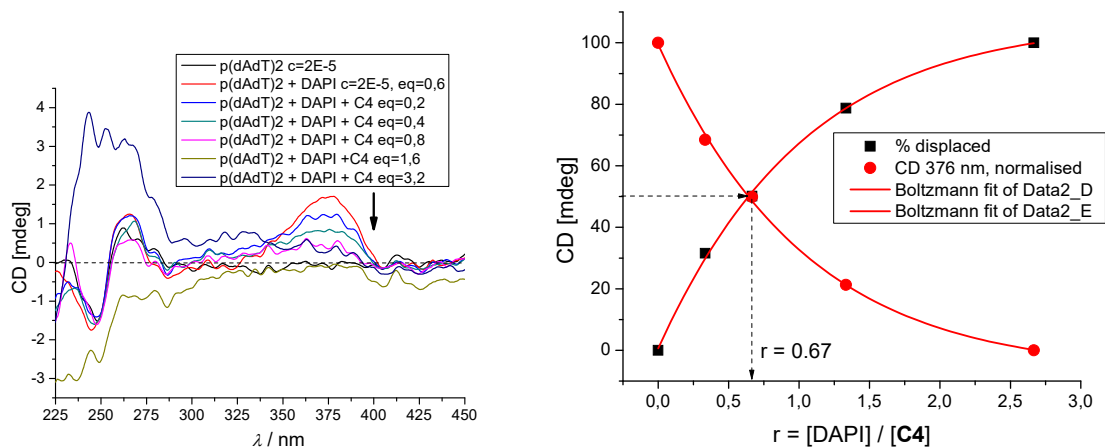 p(dAdT)2 c=2E-5
p(dAdT)2 + DAPI c=2E-5, eq=0,6
p(dAdT)2 + DAPI + C4 eq=0,2
p(dAdT)2 + DAPI + C4 eq=0,4
p(dAdT)2 + DAPI + C4 eq=0,8
p(dAdT)2 + DAPI +C4 eq=1,6
p(dAdT)2 + DAPI + C4 eq=3,2
CD [mdeg]
4
3
2
1
0
-1
-2
-3
225 250 275 300 325 350 375 400 425 450
λ / nm
CD [mdeg]
100
80
60
40
20
0
% displaced
CD 376 nm, normalised
Boltzmann fit of Data2_D
Boltzmann fit of Data2_E
r = 0.67
0,0 0,5 1,0 1,5 2,0 2,5 3,0
r = [DAPI] / [C4]